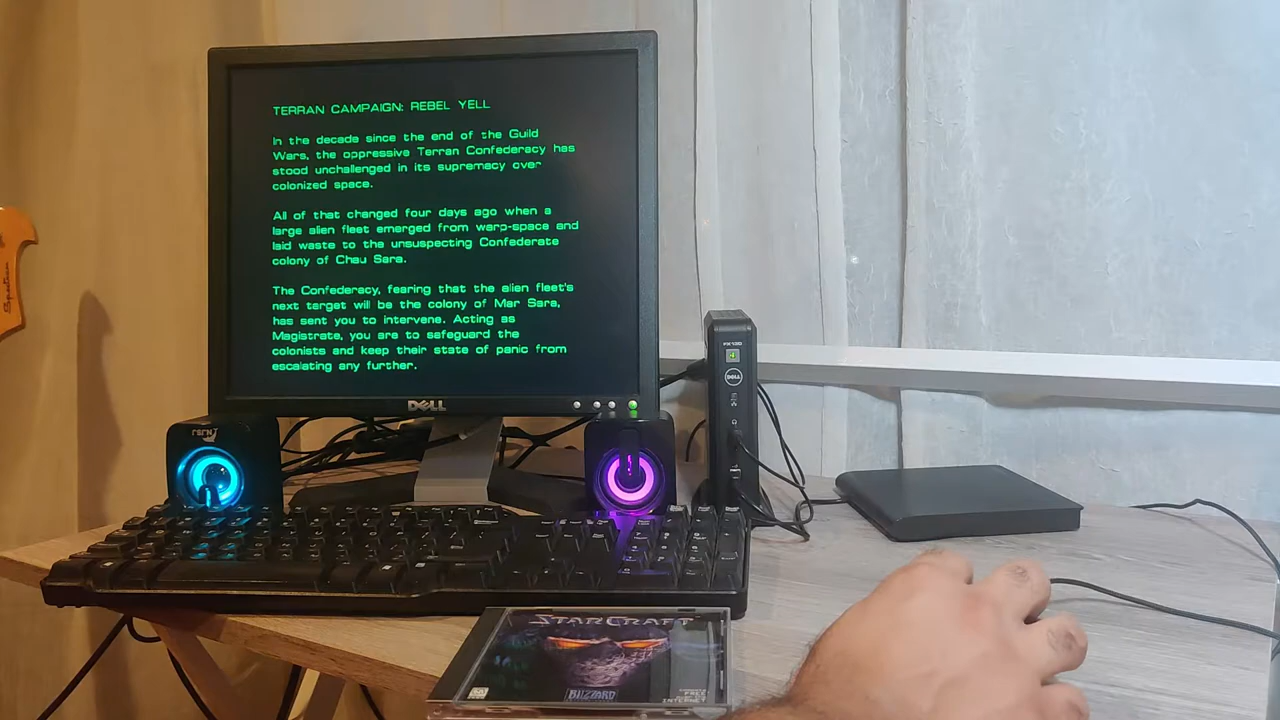 TERRAN CAMPAIGN: REBEL YELL
In the decade since the end of the Guild
Wars, the oppressive Terran Confederacy has
stood unchallenged in its supremacy over
colonized space.
All of that changed four days ago when a
large alien fleet emerged from warp-space and
laid waste to the unsuspecting Confederate
colony of Chau Sara.
The Confederacy, fearing that the alien fleet's
next target will be the colony of Mar Sara,
has sent you to intervene. Acting as
Magistrate, you are to safeguard the
colonists and keep their state of panic from
escalating any further.
DELL
DELL
STARCRAFT
BLIZZARD
FREE
INTERNET
Spectrum